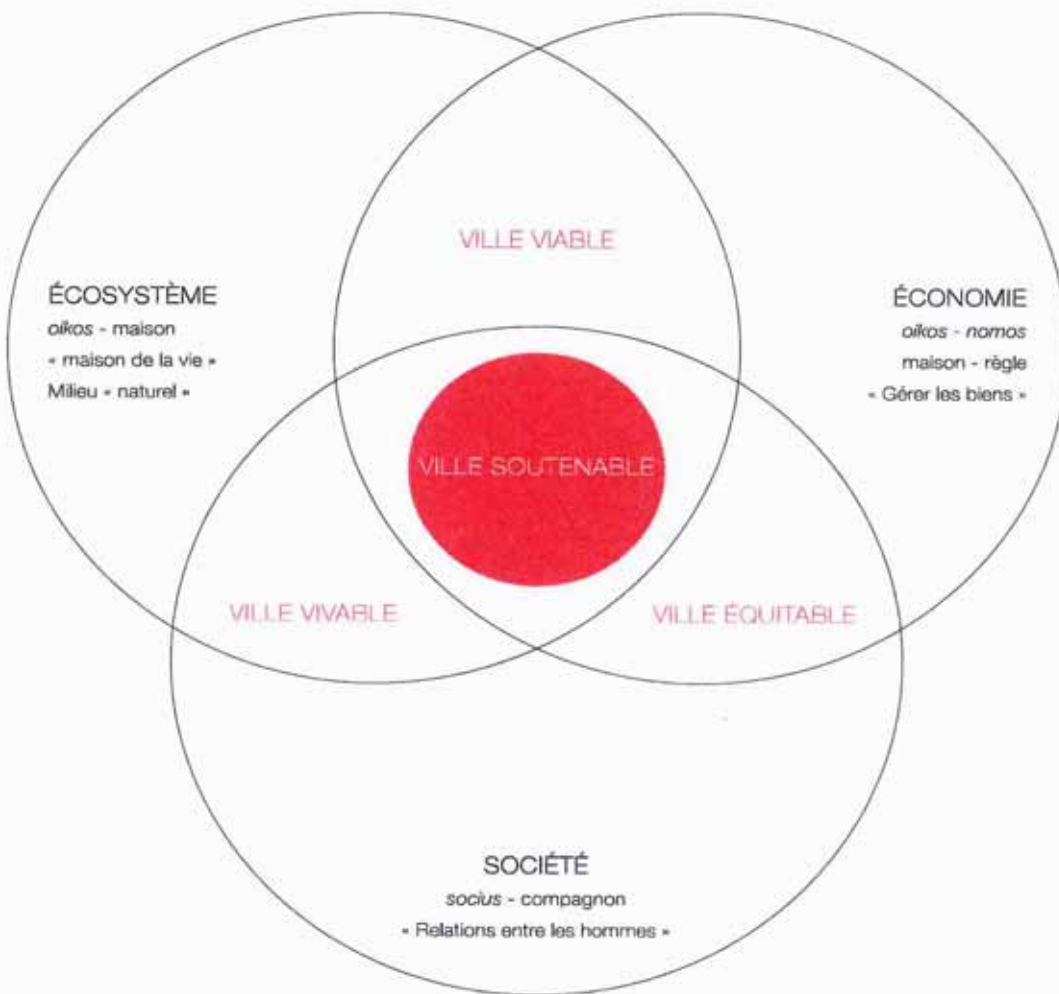 VILLE VIABLE
ÉCOSYSTÈME
oikos - maison
« maison de la vie »
Milieu « naturel »
ÉCONOMIE
oikos - nomos
maison - règle
« Gérer les biens »
VILLE SOUTENABLE
VILLE VIVABLE
VILLE ÉQUITABLE
SOCIÉTÉ
socius - compagnon
« Relations entre les hommes »